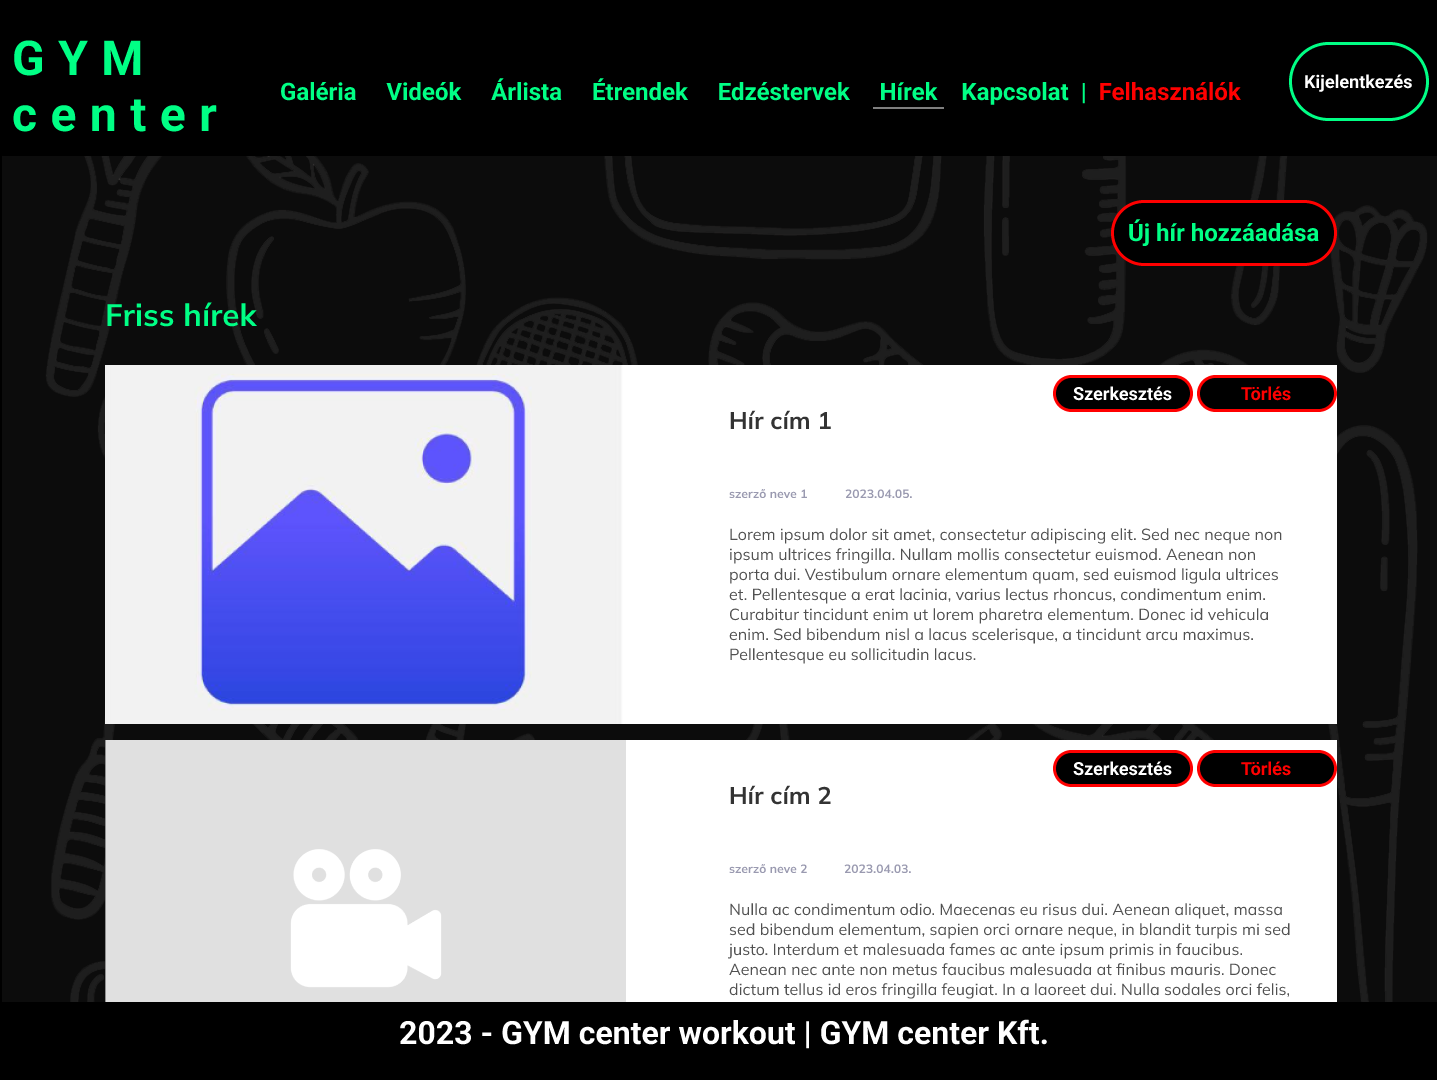 GYM
center
Galéria Videók Árlista Étrendek Edzéstervek Hírek Kapcsolat | Felhasználók
Kijelentkezés
Új hír hozzáadása
Friss hírek
Szerkesztés Törlés
Hír cím 1
szerző neve 1 2023.04.05.
Lorem ipsum dolor sit amet, consectetur adipiscing elit. Sed nec neque non
ipsum ultrices fringilla. Nullam mollis consectetur euismod. Aenean non
porta dui. Vestibulum ornare elementum quam, sed euismod ligula ultrices
et. Pellentesque a erat lacinia, varius lectus rhoncus, condimentum enim.
Curabitur tincidunt enim ut lorem pharetra elementum. Donec id vehicula
enim. Sed bibendum nisl a lacus scelerisque, a tincidunt arcu maximus.
Pellentesque eu sollicitudin lacus.
Szerkesztés Törlés
Hír cím 2
szerző neve 2 2023.04.03.
Nulla ac condimentum odio. Maecenas eu risus dui. Aenean aliquet, massa
sed bibendum elementum, sapien orci ornare neque, in blandit turpis mi sed
justo. Interdum et malesuada fames ac ante ipsum primis in faucibus.
Aenean nec ante non metus faucibus malesuada at finibus mauris. Donec
dictum tellus id eros fringilla feugiat. In a laoreet dui. Nulla sodales orci felis,
2023 - GYM center workout | GYM center Kft.